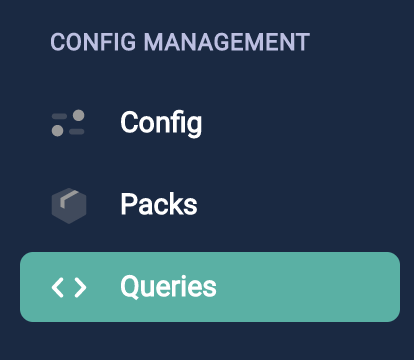 CONFIG MANAGEMENT
Config
Packs
Queries